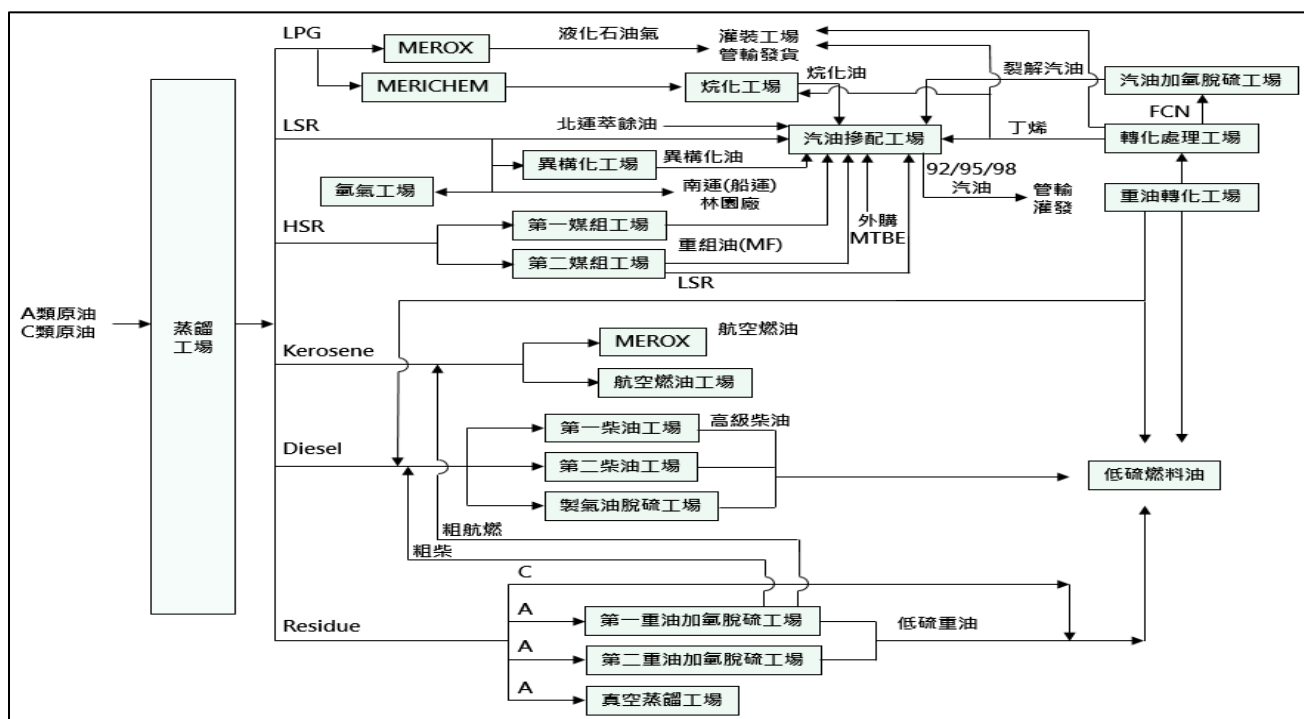 LPG
MEROX
液化石油氣
灌裝工場
管輸發貨
裂解汽油
汽油加氫脫硫工場
MERICHEM
烷化工場
烷化油
FCN
LSR
北運萃餘油
汽油摻配工場
丁烯
轉化處理工場
異構化工場
異構化油
92/95/98
汽油
管輸
灌發
重油轉化工場
氫氣工場
南運(船運)
林園廠
HSR
第一媒組工場
外購
MTBE
重組油(MF)
第二媒組工場
LSR
A類原油
C類原油
蒸餾
工場
Kerosene
MEROX
航空燃油
航空燃油工場
Diesel
第一柴油工場
高級柴油
第二柴油工場
低硫燃料油
製氣油脫硫工場
粗航燃
粗柴
C
Residue
A
第一重油加氫脫硫工場
低硫重油
A
第二重油加氫脫硫工場
A
真空蒸餾工場